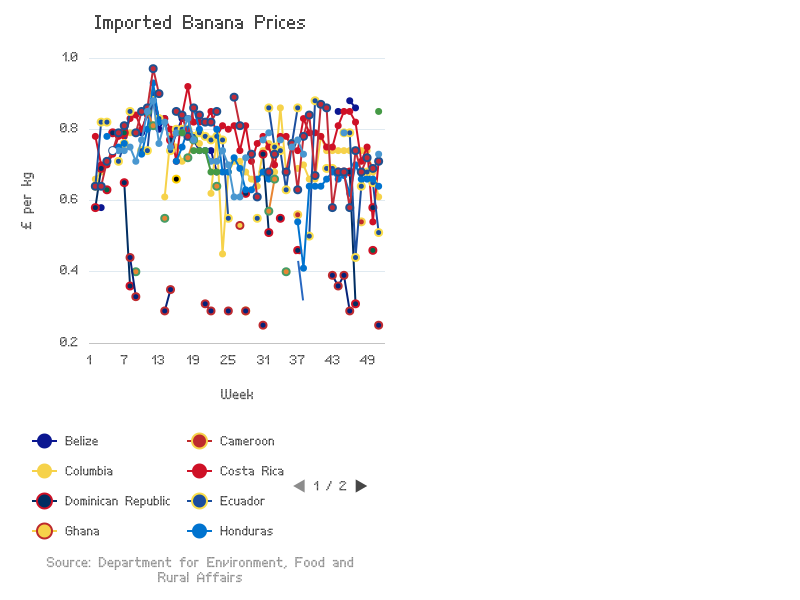 Imported Banana Prices
1.0
0.8
0.6
0.4
0.2
£ per kg
1 7 13 19 25 31 37 43 49
Week
Belize Cameroon
Columbia Costa Rica
1 / 2
Dominican Republic Ecuador
Ghana Honduras
Source: Department for Environment, Food and
Rural Affairs